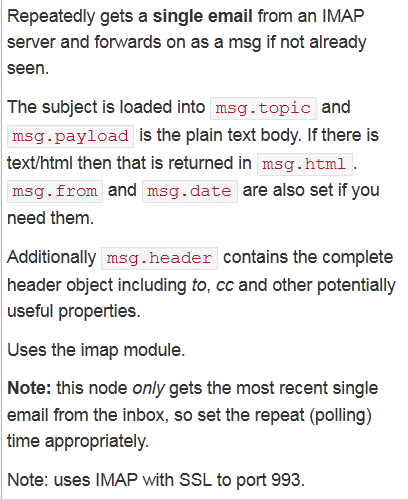 Repeatedly gets a single email from an IMAP
server and forwards on as a msg if not already
seen.
The subject is loaded into msg.topic and
msg.payload is the plain text body. If there is
text/html then that is returned in msg.html .
msg.from and msg.date are also set if you
need them.
Additionally msg.header contains the complete
header object including to, cc and other potentially
useful properties.
Uses the imap module.
Note: this node only gets the most recent single
email from the inbox, so set the repeat (polling)
time appropriately.
Note: uses IMAP with SSL to port 993.